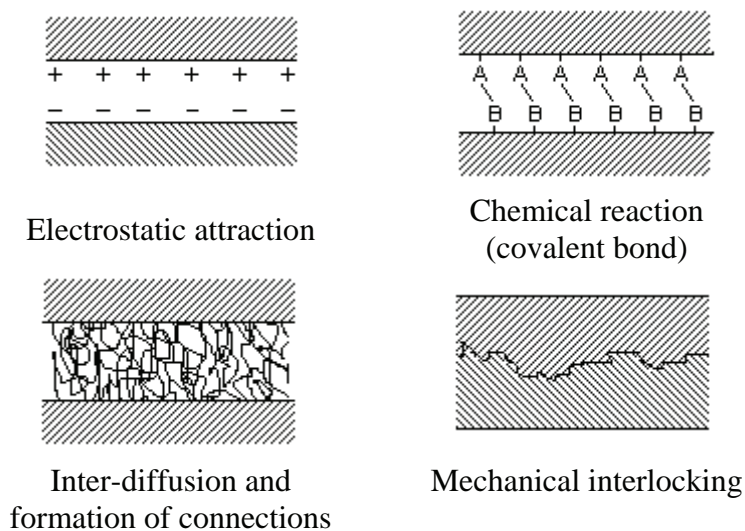 + + + + + +
− − − − − −
Electrostatic attraction
A A A A A A
B B B B B B
Chemical reaction
(covalent bond)
Inter-diffusion and
formation of connections
Mechanical interlocking